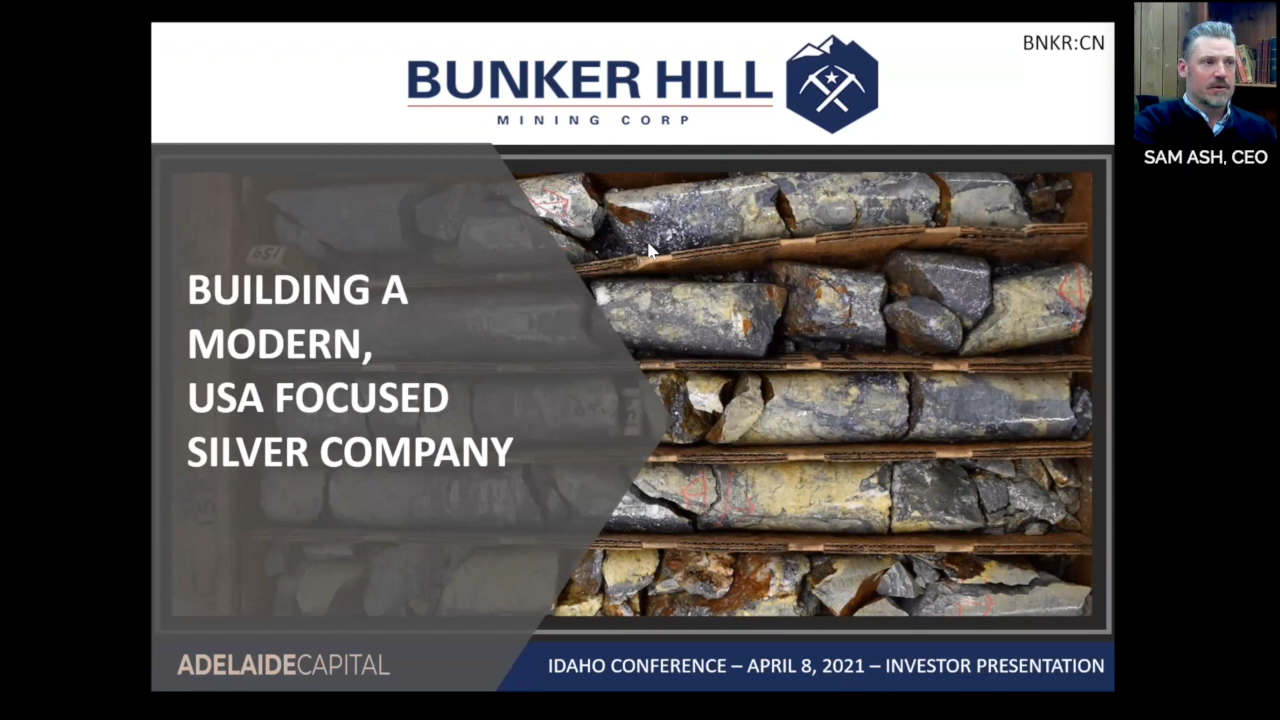 BNKR:CN
BUNKER HILL
MINING CORP
SAM ASH, CEO
651
BUILDING A
MODERN,
USA FOCUSED
SILVER COMPANY
ADELAIDECAPITAL
IDAHO CONFERENCE – APRIL 8, 2021 – INVESTOR PRESENTATION